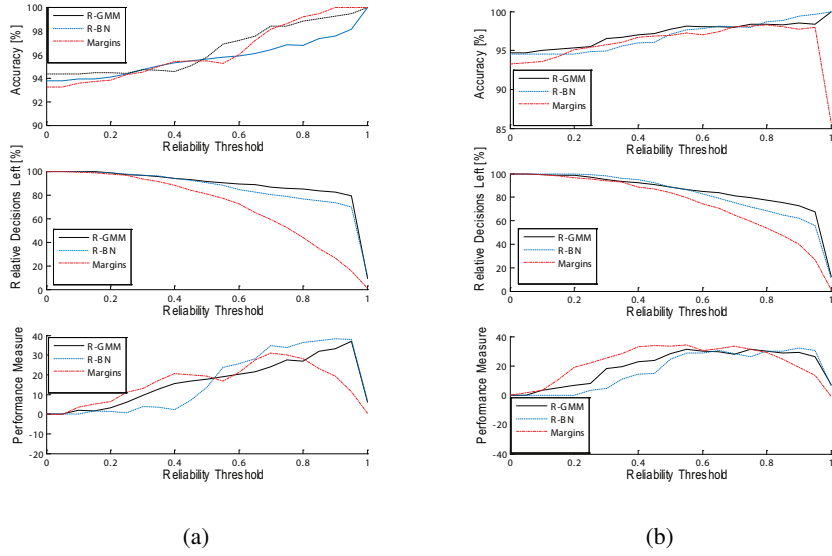 100
98
96
94
92
90
Accuracy [%]
R-GMM
R-BN
Margins
0 0.2 0.4 0.6 0.8 1
Reliability Threshold
100
80
60
40
20
0
Relative Decisions Left [%]
R-GMM
R-BN
Margins
0 0.2 0.4 0.6 0.8 1
Reliability Threshold
40
30
20
10
0
-10
-20
Performance Measure
R-GMM
R-BN
Margins
0 0.2 0.4 0.6 0.8 1
Reliability Threshold
(a)
100
95
90
85
Accuracy [%]
R-GMM
R-BN
Margins
0 0.2 0.4 0.6 0.8 1
Reliability Threshold
100
80
60
40
20
0
Relative Decisions Left [%]
R-GMM
R-BN
Margins
0 0.2 0.4 0.6 0.8 1
Reliability Threshold
40
20
0
-20
-40
Performance Measure
R-GMM
R-BN
Margins
0 0.2 0.4 0.6 0.8 1
Reliability Threshold
(b)